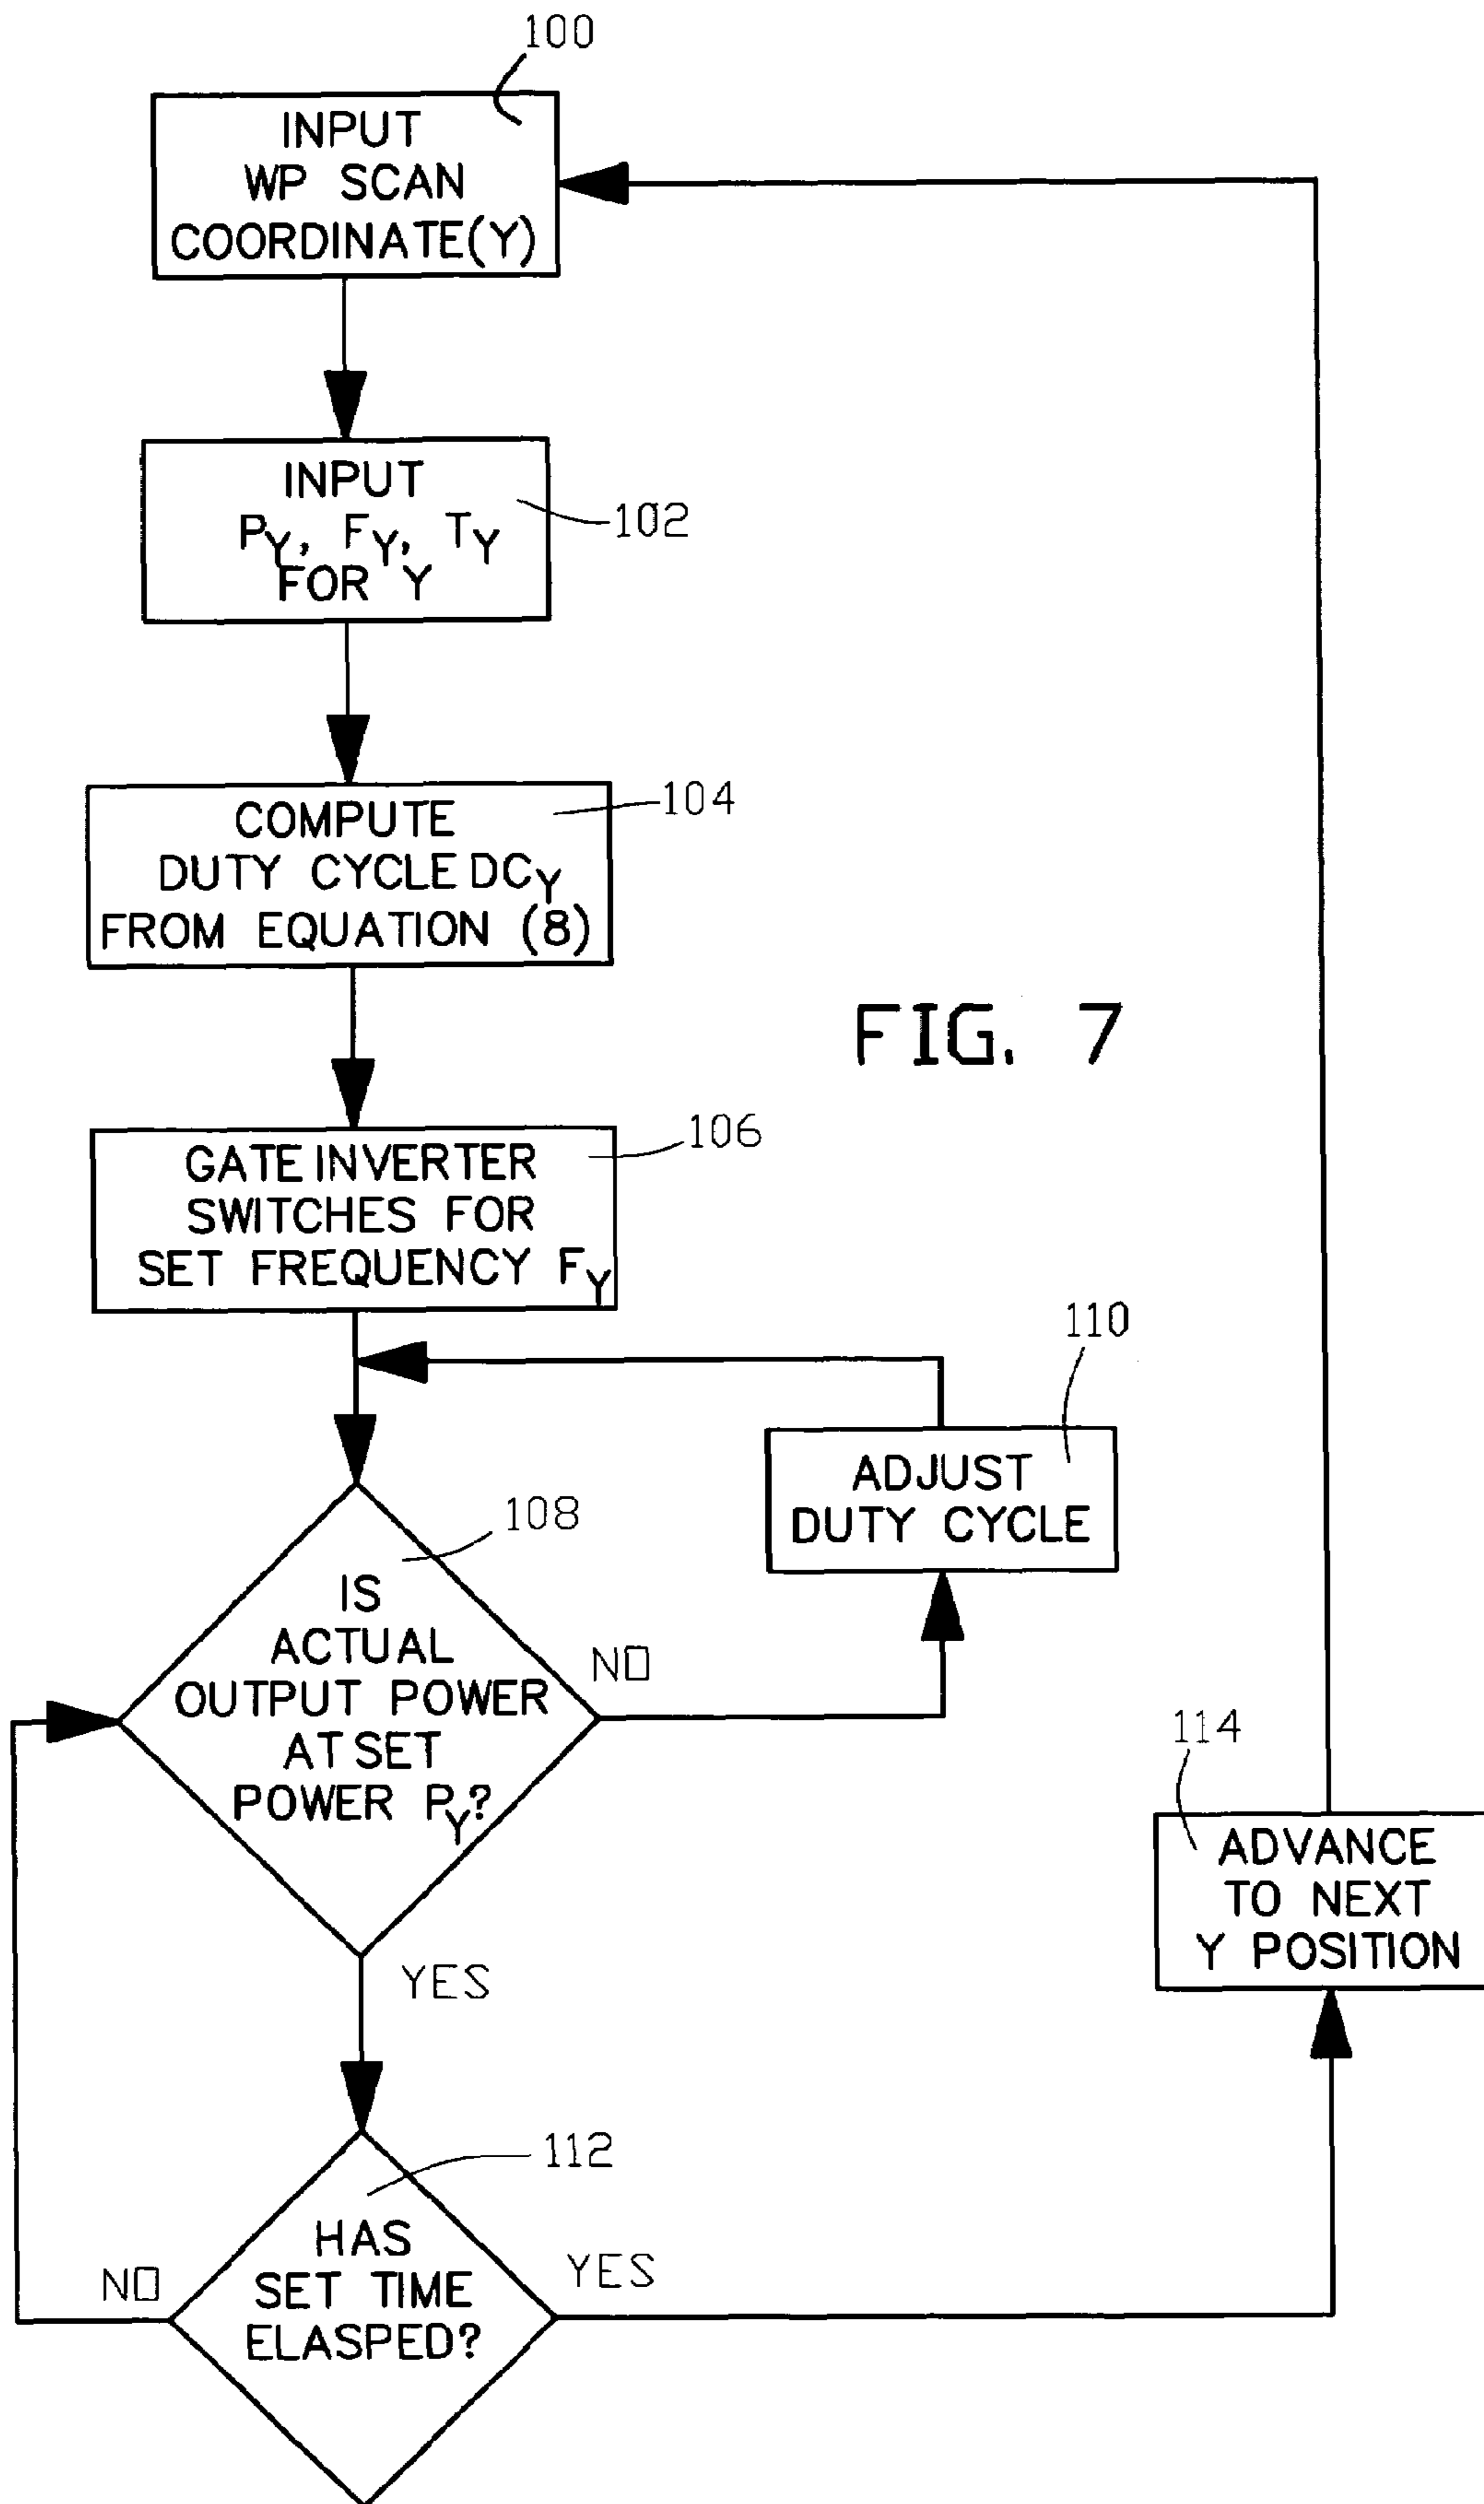 100
INPUT
WP SCAN
COORDINATE(Y)
INPUT
PY, FY, TY
FOR Y
102
COMPUTE
DUTY CYCLE DCY
FROM EQUATION (8)
104
FIG. 7
GATE INVERTER
SWITCHES FOR
SET FREQUENCY FY
106
110
ADJUST
DUTY CYCLE
108
IS
ACTUAL
OUTPUT POWER
AT SET
POWER PY?
NO
YES
114
ADVANCE
TO NEXT
Y POSITION
112
HAS
SET TIME
ELASPED?
NO
YES